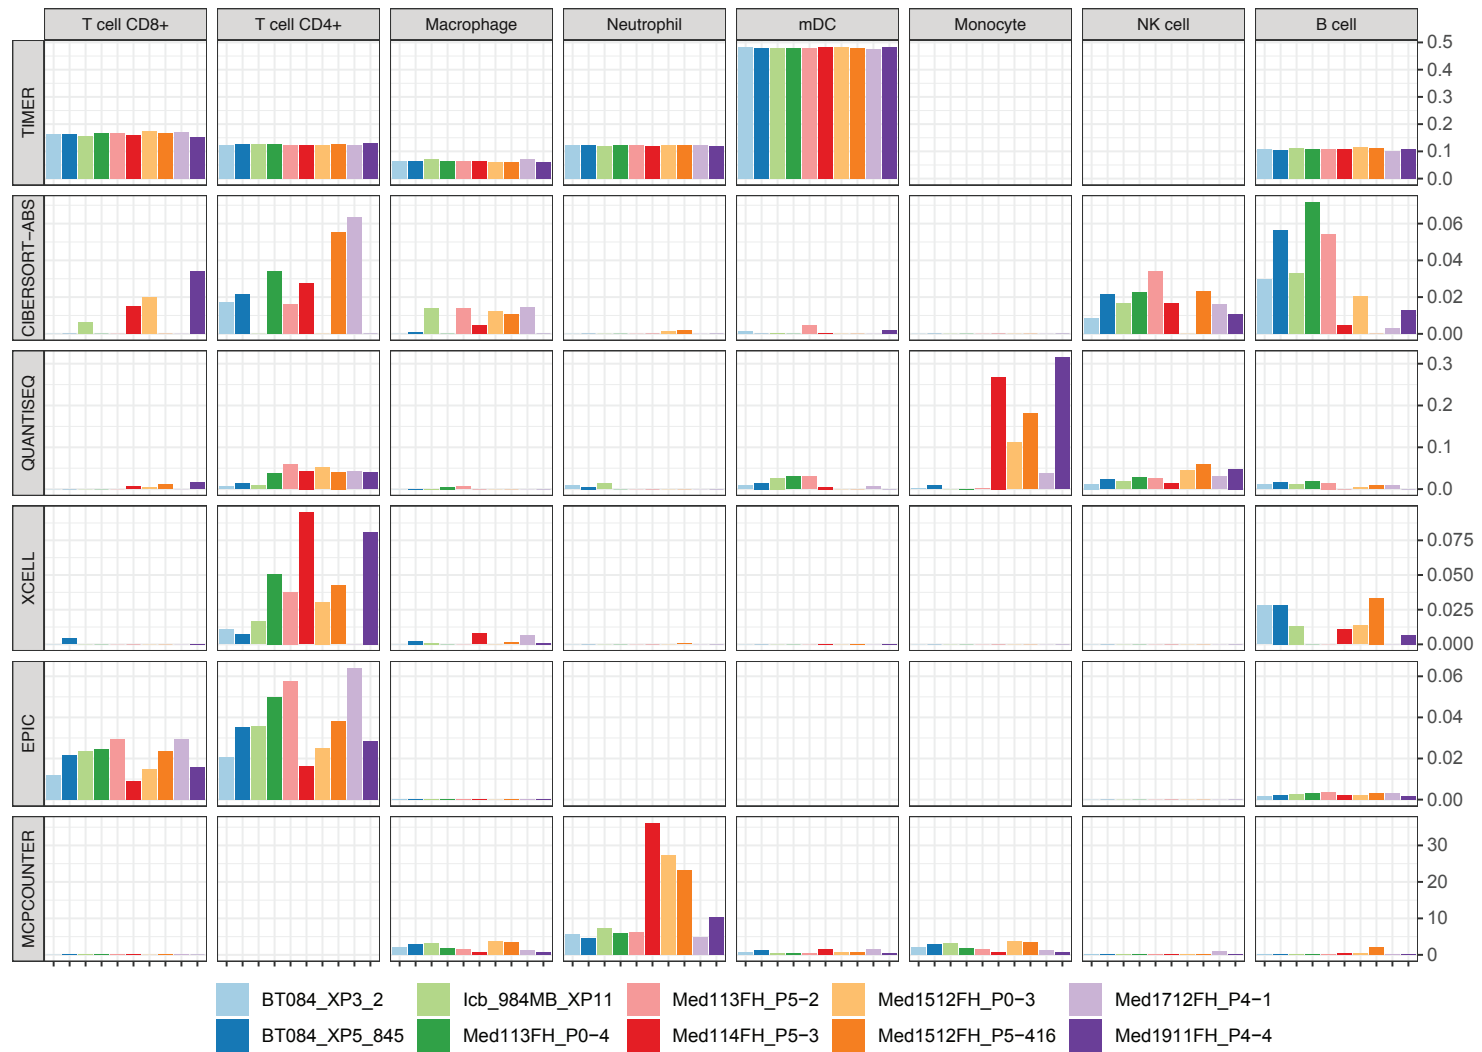 T cell CD8+ T cell CD4+ Macrophage Neutrophil mDC Monocyte NK cell B cell
TIMER
0.5
0.4
0.3
0.2
0.1
0.0
CIBERSORT-ABS
0.06
0.04
0.02
0.00
QUANTISEQ
0.3
0.2
0.1
0.0
XCELL
0.075
0.050
0.025
0.000
EPIC
0.06
0.04
0.02
0.00
MCPCOUNTER
30
20
10
0
BT084_XP3_2 Icb_984MB_XP11 Med113FH_P5−2 Med1512FH_P0−3 Med1712FH_P4−1
BT084_XP5_845 Med113FH_P0−4 Med114FH_P5−3 Med1512FH_P5−416 Med1911FH_P4−4